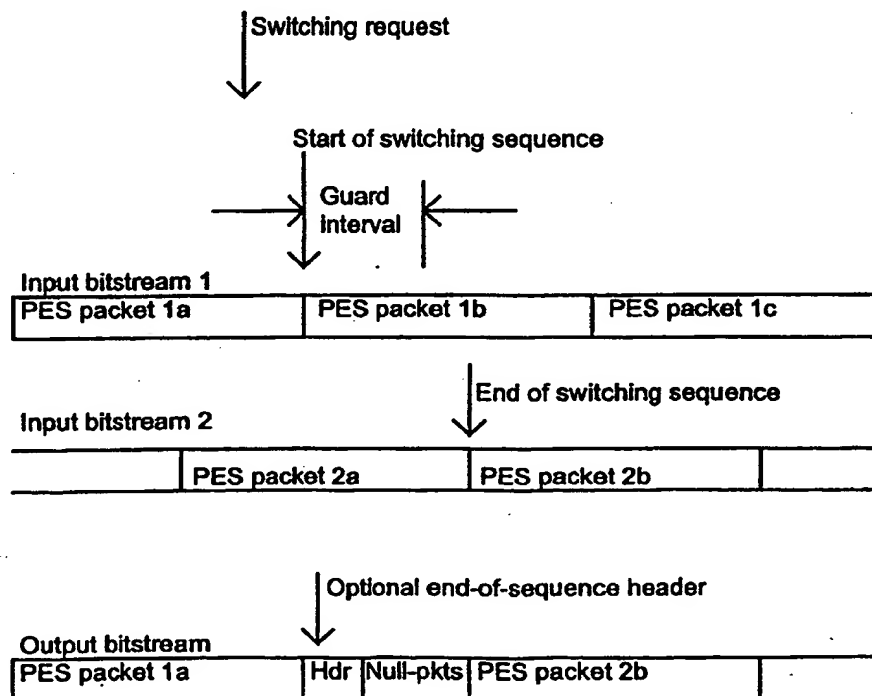 Switching request
Start of switching sequence
Guard
interval
Input bitstream 1
PES packet 1a
PES packet 1b
PES packet 1c
End of switching sequence
Input bitstream 2
PES packet 2a
PES packet 2b
Optional end-of-sequence header
Output bitstream
PES packet 1a
Hdr
Null-pkts
PES packet 2b